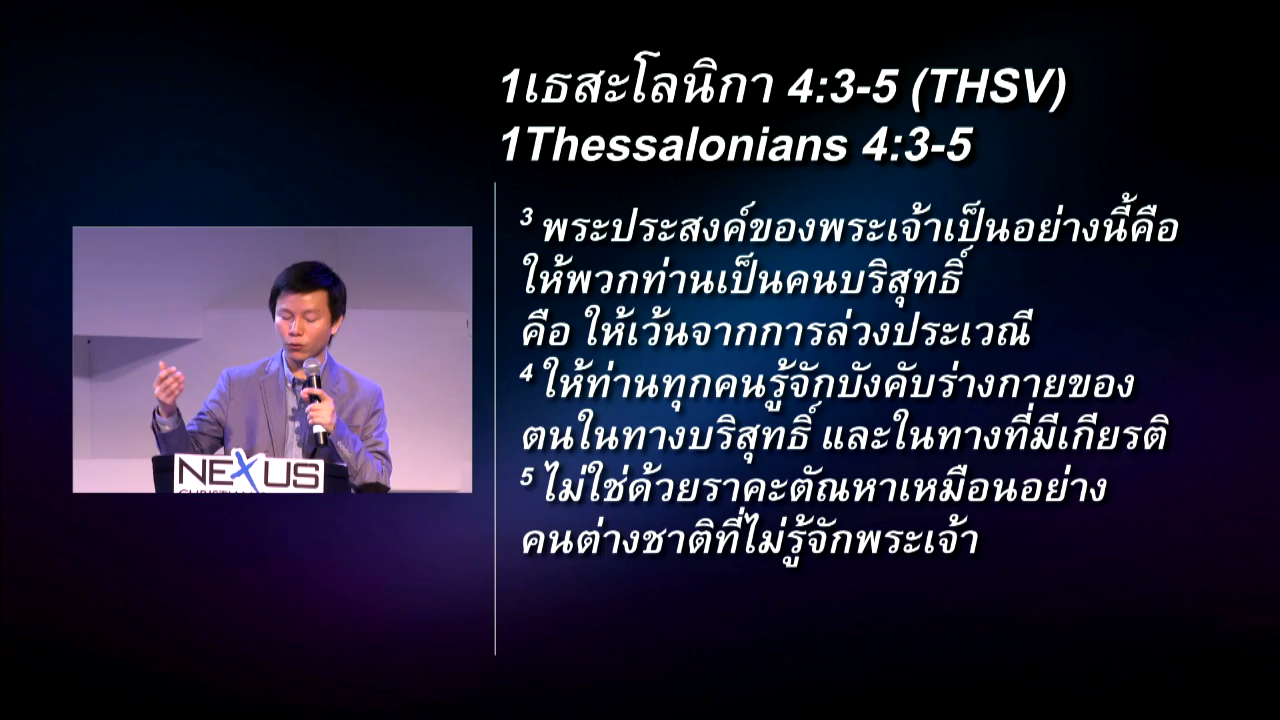 1เธสะโลนิกา 4:3-5 (THSV)
1Thessalonians 4:3-5
3 พระประสงค์ของพระเจ้าเป็นอย่างนี้คือ
ให้พวกท่านเป็นคนบริสุทธิ์
คือ ให้เว้นจากการล่วงประเวณี
4 ให้ท่านทุกคนรู้จักบังคับร่างกายของ
ตนในทางบริสุทธิ์ และในทางที่มีเกียรติ
5 ไม่ใช่ด้วยราคะตัณหาเหมือนอย่าง
คนต่างชาติที่ไม่รู้จักพระเจ้า
NEXUS